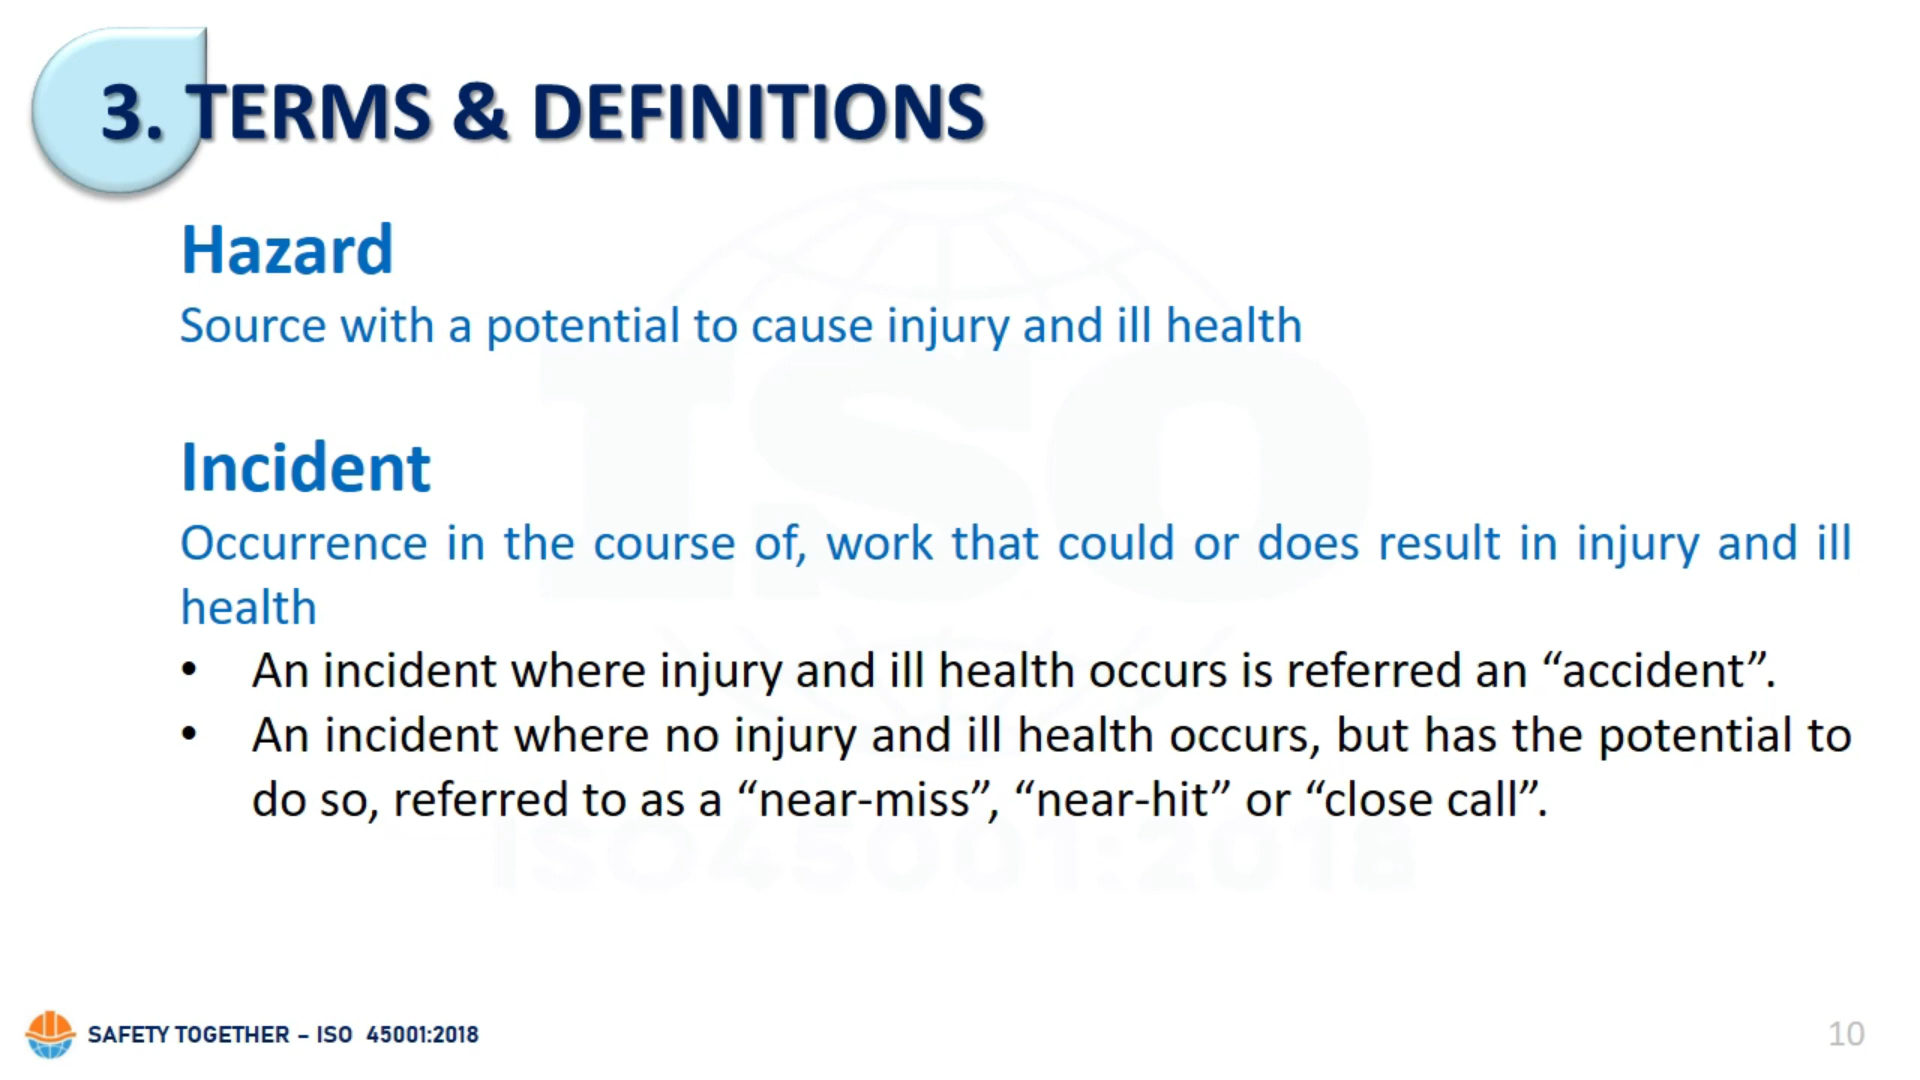 3. TERMS & DEFINITIONS
Hazard
Source with a potential to cause injury and ill health
Incident
Occurrence in the course of, work that could or does result in injury and ill
health
• An incident where injury and ill health occurs is referred an “accident”.
• An incident where no injury and ill health occurs, but has the potential to
do so, referred to as a “near-miss”, “near-hit” or “close call”.
ISO
ISO45001:2018
SAFETY TOGETHER – ISO 45001:2018
10